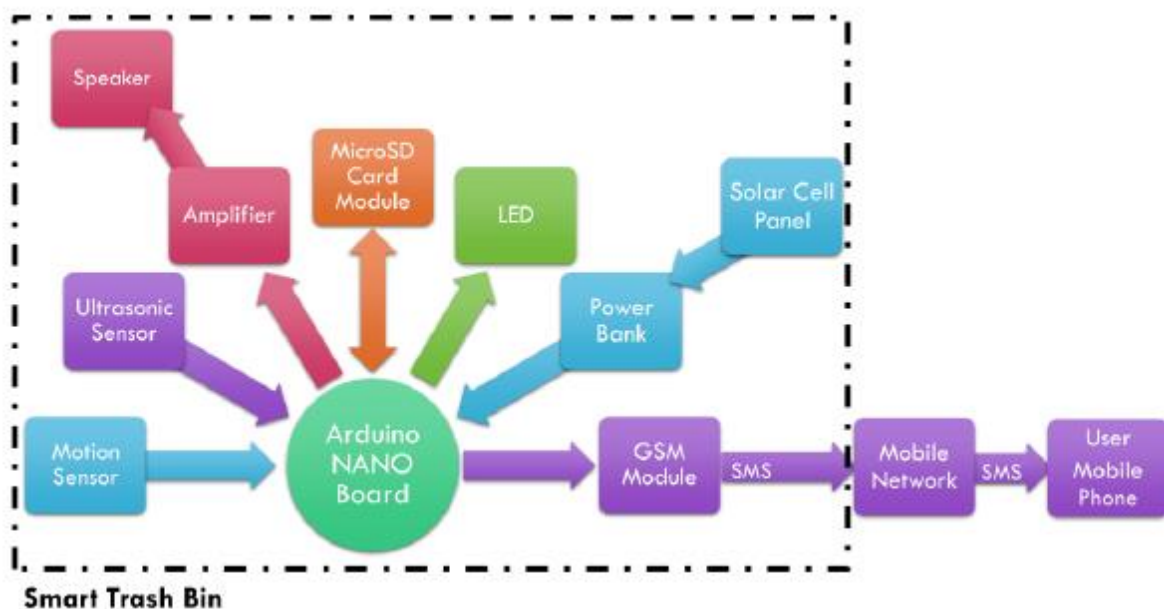 Speaker
MicroSD
Card
Module
Amplifier
LED
Solar Cell
Panel
Ultrasonic
Sensor
Power
Bank
Motion
Sensor
Arduino
NANO
Board
GSM
Module
SMS
Mobile
Network
SMS
User
Mobile
Phone
Smart Trash Bin